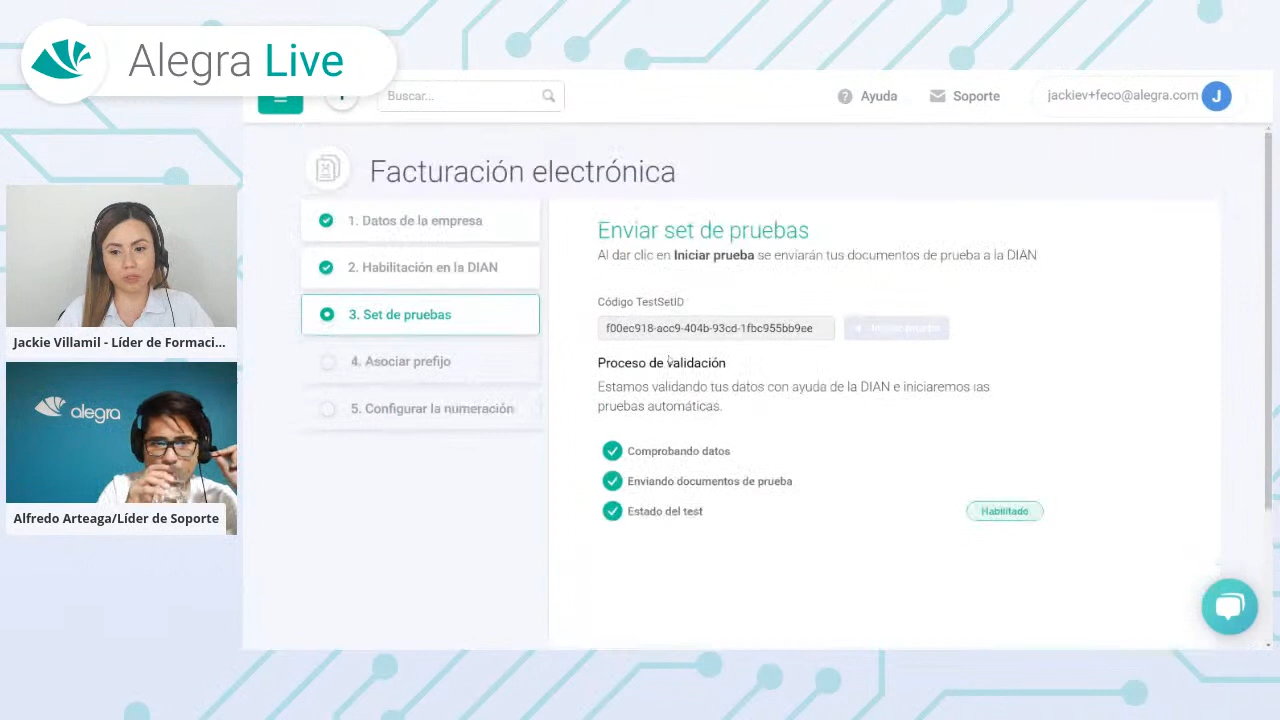 Alegra Live
Buscar...
Ayuda
Soporte
jackiev+feco@alegra.com
J
Facturación electrónica
1. Datos de la empresa
2. Habilitación en la DIAN
3. Set de pruebas
4. Asociar prefijo
5. Configurar la numeración
Enviar set de pruebas
Al dar clic en Iniciar prueba se enviarán tus documentos de prueba a la DIAN
Código TestSetID
f00ec918-acc9-404b-93cd-1fbc955bb9ee
Proceso de validación
Estamos validando tus datos con ayuda de la DIAN e iniciaremos las
pruebas automáticas.
Comprobando datos
Enviando documentos de prueba
Estado del test
Habilitado
Jackie Villamil - Líder de Formaci...
alegra
Alfredo Arteaga/Líder de Soporte